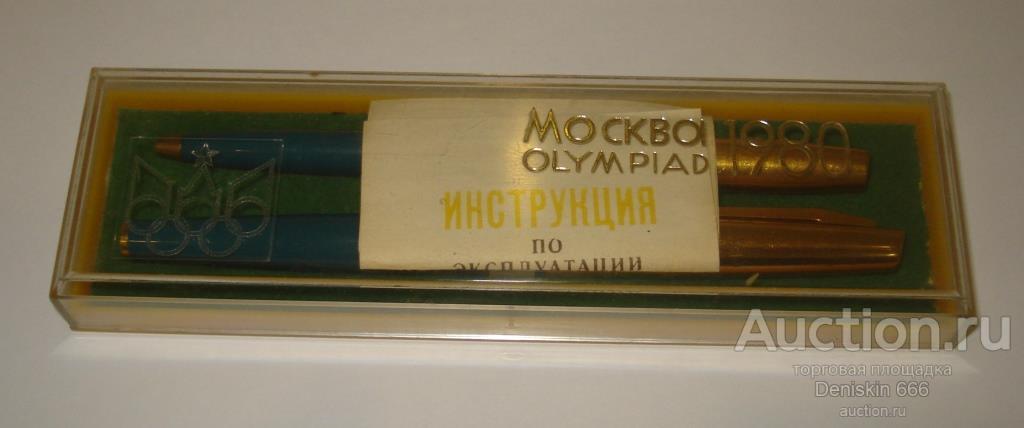 Москва 1980
OLYMPIAD
ИНСТРУКЦИЯ
ПО
ЭКСПЛУАТАЦИИ
Auction.ru
торговая площадка
Deniskin 666
auction.ru